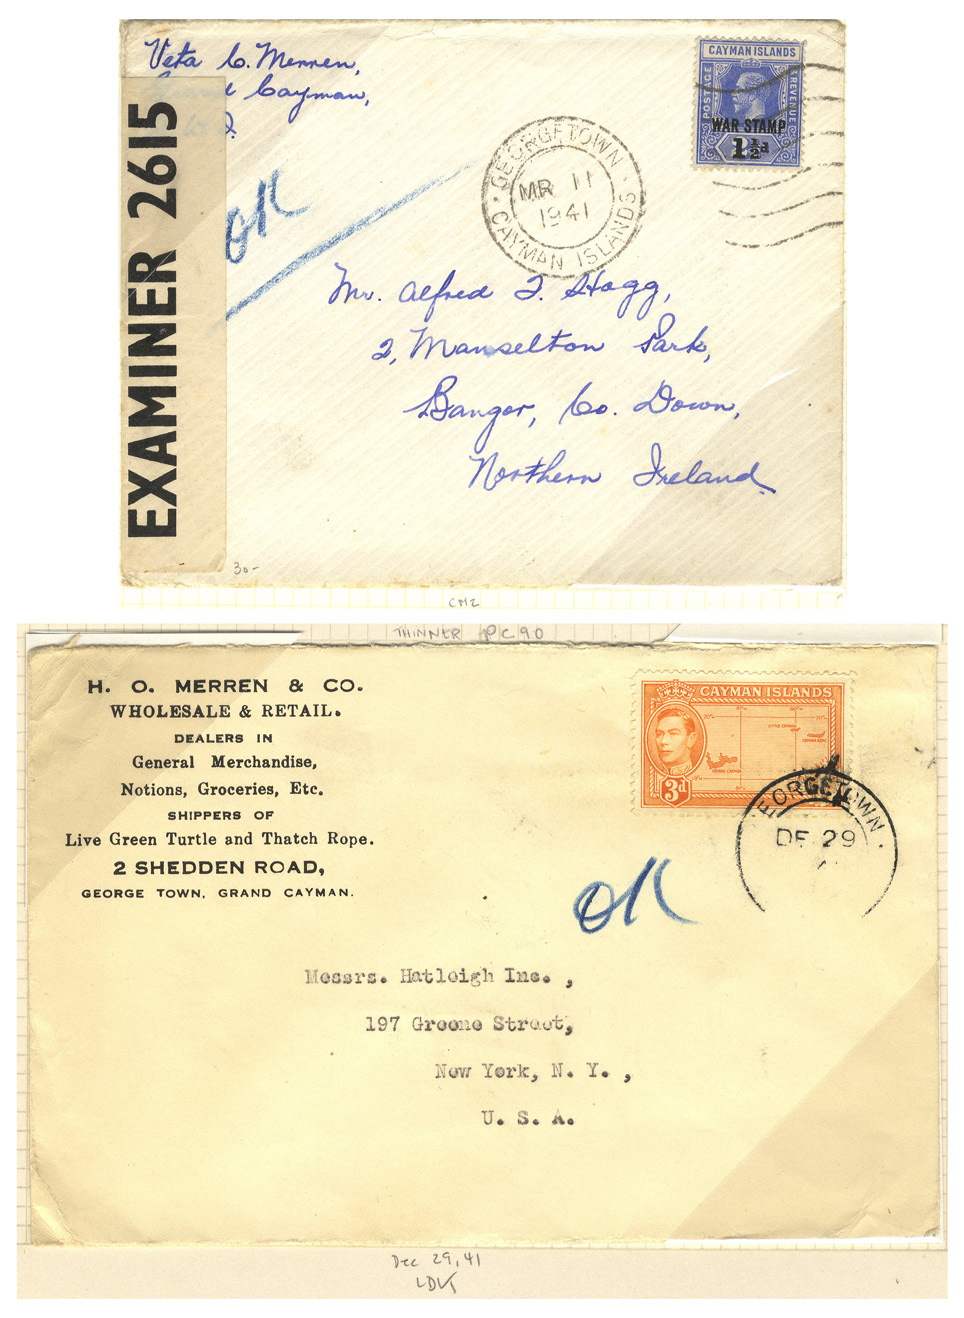 Veta C. Merren,
Cayman,
EXAMINER 2615
OK
GEORGETOWN
MR 11
1941
CAYMAN ISLANDS
CAYMAN ISLANDS
POSTAGE
REVENUE
WAR STAMP
1½d
Mr. Alfred J. Hogg,
2, Manselton Park,
Bangor, Co. Down,
Northern Ireland
30-
CM2
THINNER PC90
H. O. MERREN & CO.
WHOLESALE & RETAIL.
DEALERS IN
General Merchandise,
Notions, Groceries, Etc.
SHIPPERS OF
Live Green Turtle and Thatch Rope.
2 SHEDDEN ROAD,
GEORGE TOWN, GRAND CAYMAN.
CAYMAN ISLANDS
3d
GEORGETOWN
DE 29
OK
Messrs. Hatleigh Inc.,
197 Greene Street,
New York, N. Y.,
U. S. A.
Dec 29, 41